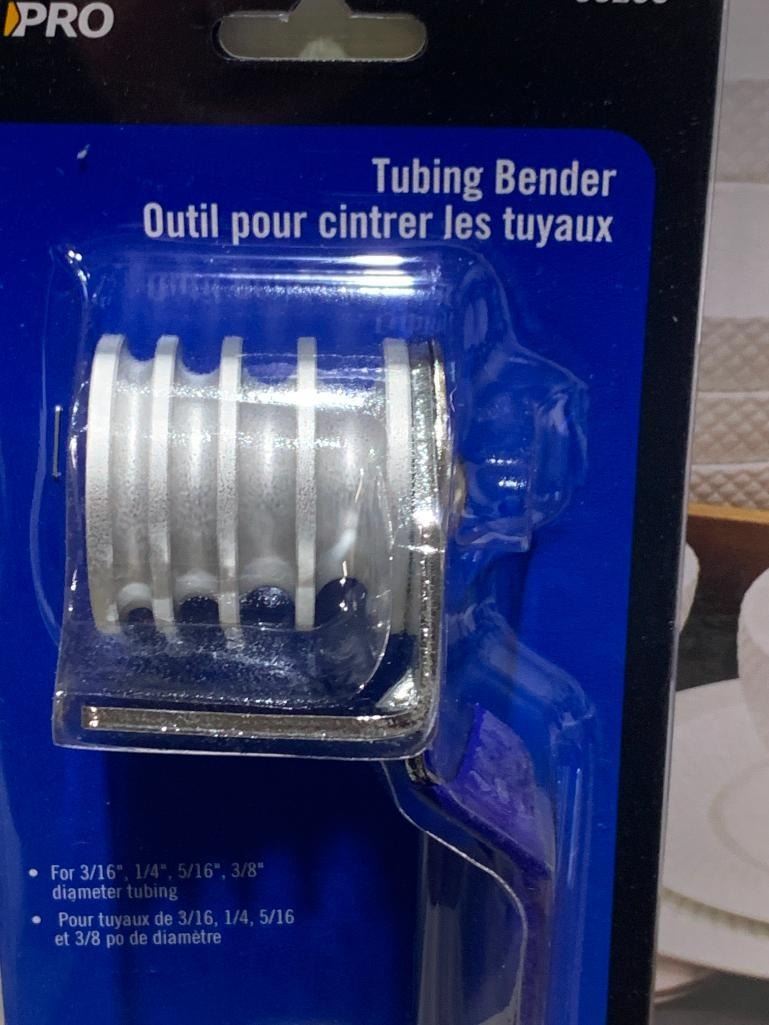 PRO
Tubing Bender
Outil pour cintrer les tuyaux
• For 3/16", 1/4", 5/16", 3/8"
diameter tubing
• Pour tuyaux de 3/16, 1/4, 5/16
et 3/8 po de diamètre